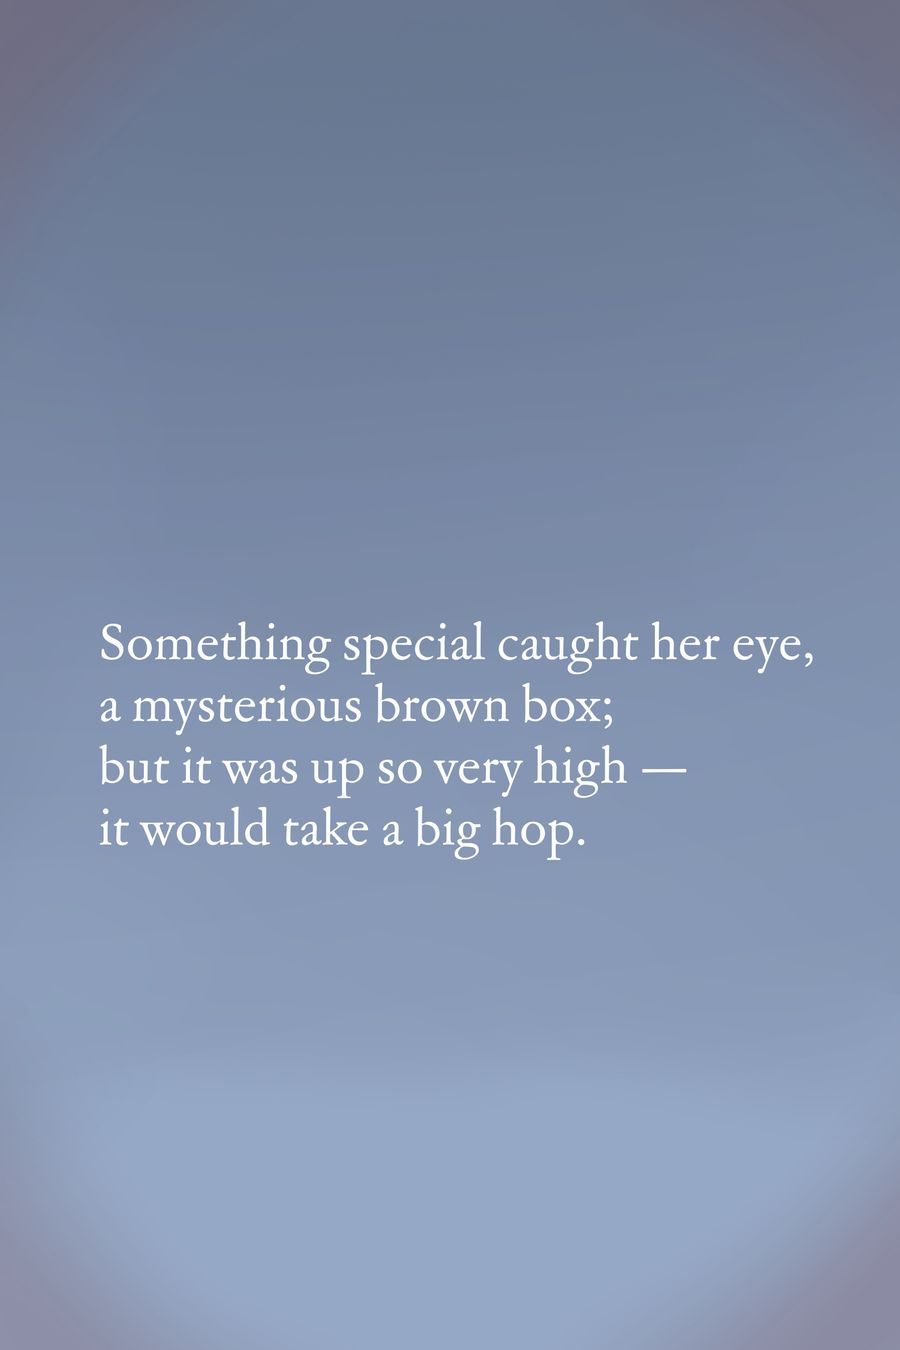 Something special caught her eye,
a mysterious brown box;
but it was up so very high —
it would take a big hop.